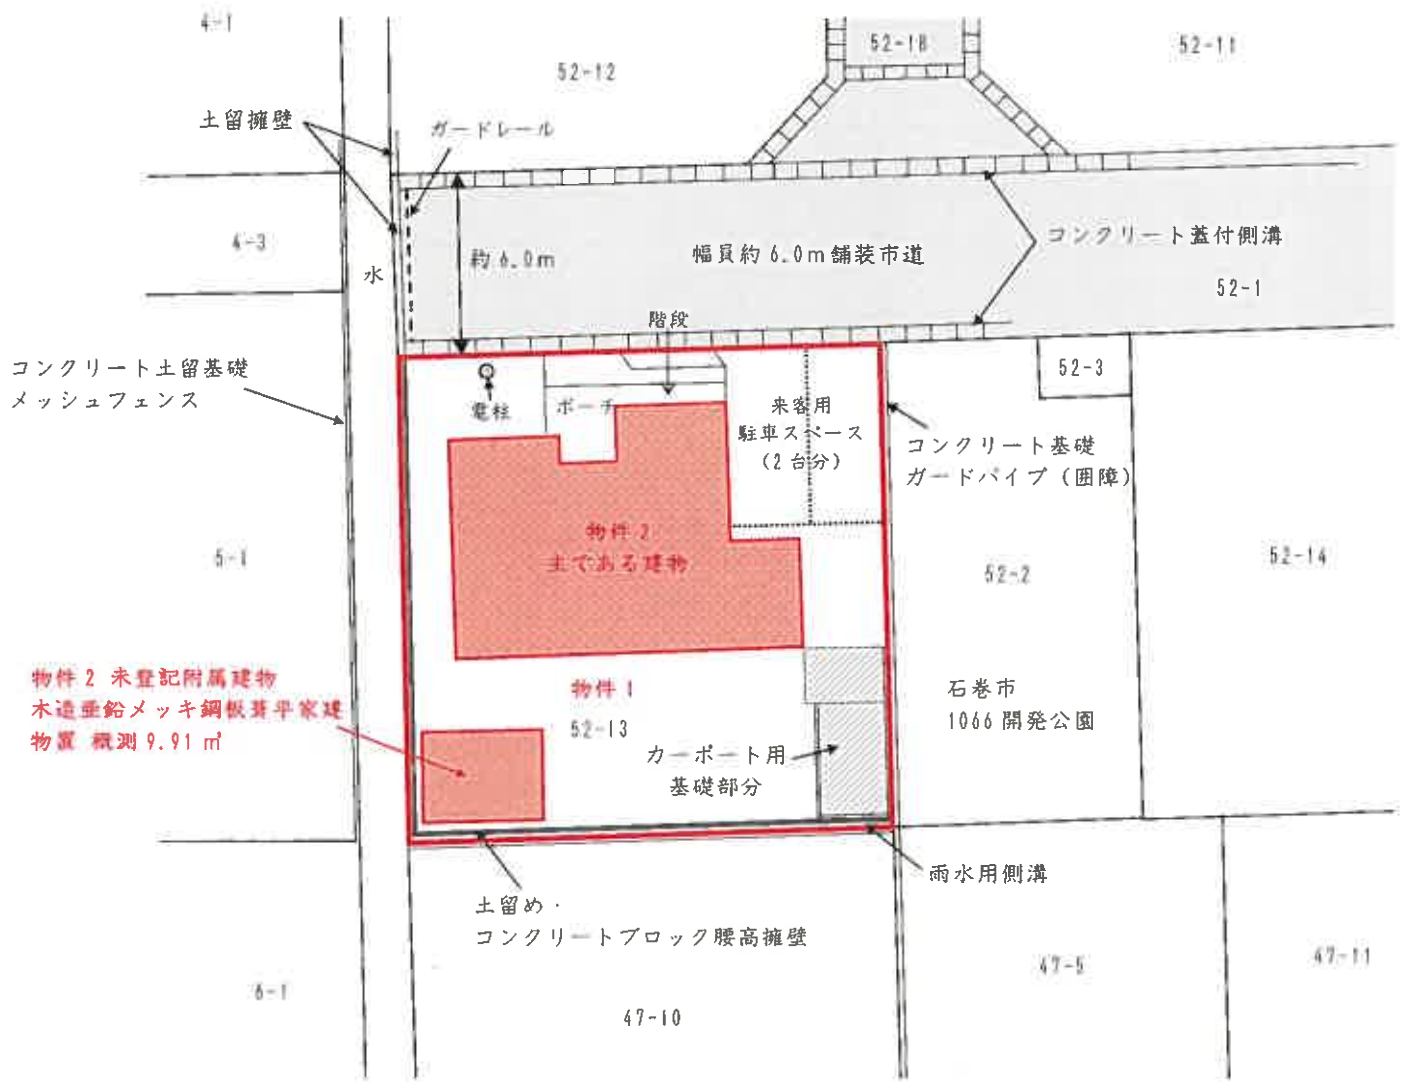 4-1
52-12
52-18
52-11
土留擁壁
ガードレール
4-3
水
約6.0m
幅員約 6.0m舗装市道
コンクリート蓋付側溝
52-1
階段
コンクリート土留基礎
メッシュフェンス
電柱
ポーチ
来客用
駐車スペース
(2台分)
52-3
コンクリート基礎
ガードパイプ(囲障)
5-1
物件 2
主である建物
52-2
52-14
物件 2 未登記附属建物
木造亜鉛メッキ鋼板葺平家建
物置 概測 9.91 ㎡
物件 1
52-13
カーポート用
基礎部分
石巻市
1066 開発公園
雨水用側溝
土留め・
コンクリートブロック腰高擁壁
6-1
47-10
47-5
47-11